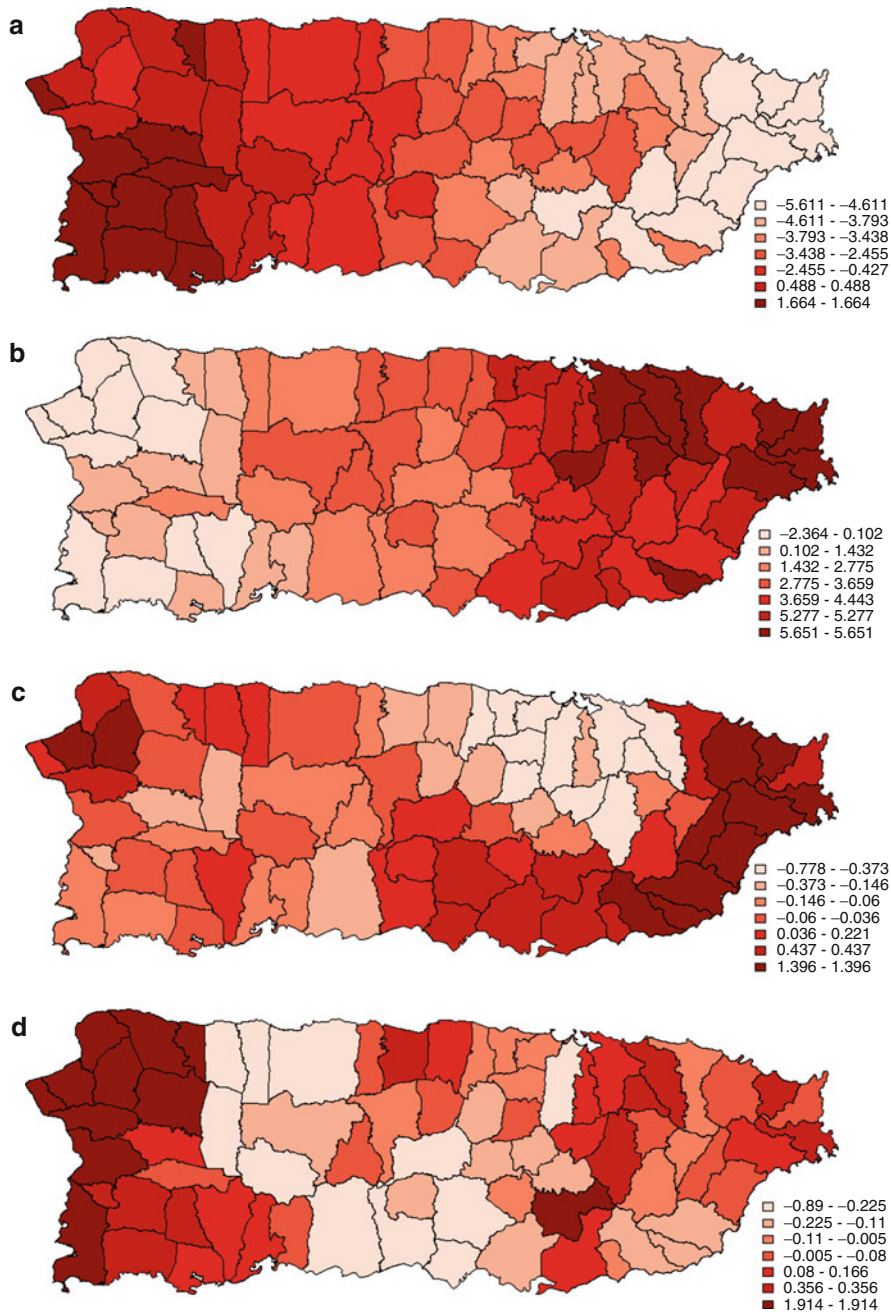 a
−5.611 - −4.611
−4.611 - −3.793
−3.793 - −3.438
−3.438 - −2.455
−2.455 - −0.427
0.488 - 0.488
1.664 - 1.664
b
−2.364 - 0.102
0.102 - 1.432
1.432 - 2.775
2.775 - 3.659
3.659 - 4.443
5.277 - 5.277
5.651 - 5.651
c
−0.778 - −0.373
−0.373 - −0.146
−0.146 - −0.06
−0.06 - −0.036
0.036 - 0.221
0.437 - 0.437
1.396 - 1.396
d
−0.89 - −0.225
−0.225 - −0.11
−0.11 - −0.005
−0.005 - −0.08
0.08 - 0.166
0.356 - 0.356
1.914 - 1.914